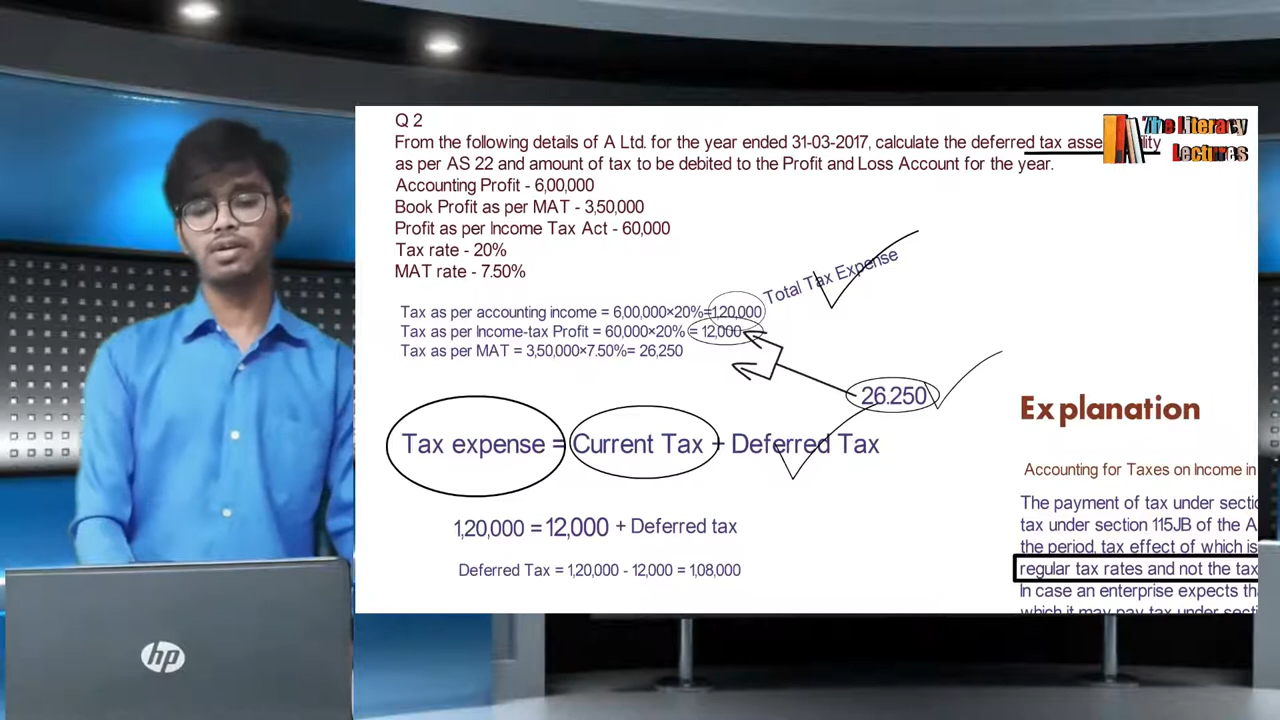 Q 2
From the following details of A Ltd. for the year ended 31-03-2017, calculate the deferred tax
as per AS 22 and amount of tax to be debited to the Profit and Loss Account for the year.
Accounting Profit - 6,00,000
Book Profit as per MAT - 3,50,000
Profit as per Income Tax Act - 60,000
Tax rate - 20%
MAT rate - 7.50%
The Literacy
Lectures
Total Tax Expense
Tax as per accounting income = 6,00,000×20%=1,20,000
Tax as per Income-tax Profit = 60,000×20% = 12,000
Tax as per MAT = 3,50,000×7.50%= 26,250
26.250
Tax expense = Current Tax + Deferred Tax
1,20,000 = 12,000 + Deferred tax
Deferred Tax = 1,20,000 - 12,000 = 1,08,000
Explanation
Accounting for Taxes on Income in
The payment of tax under
tax under section 115JB of the A
the period, tax effect of which is
regular tax rates and not the tax
In case an enterprise expects
which it may pay tax under
hp